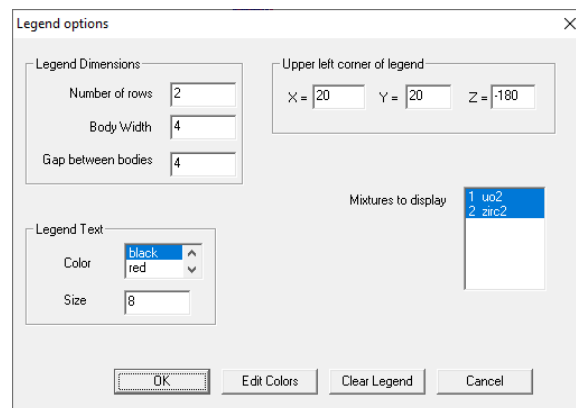 Legend options
Legend Dimensions
Number of rows 2
Body Width 4
Gap between bodies 4
Upper left corner of legend
X = 20 Y = 20 Z = -180
Mixtures to display
1 uo2
2 zirc2
Legend Text
Color black
red
Size 8
OK Edit Colors Clear Legend Cancel